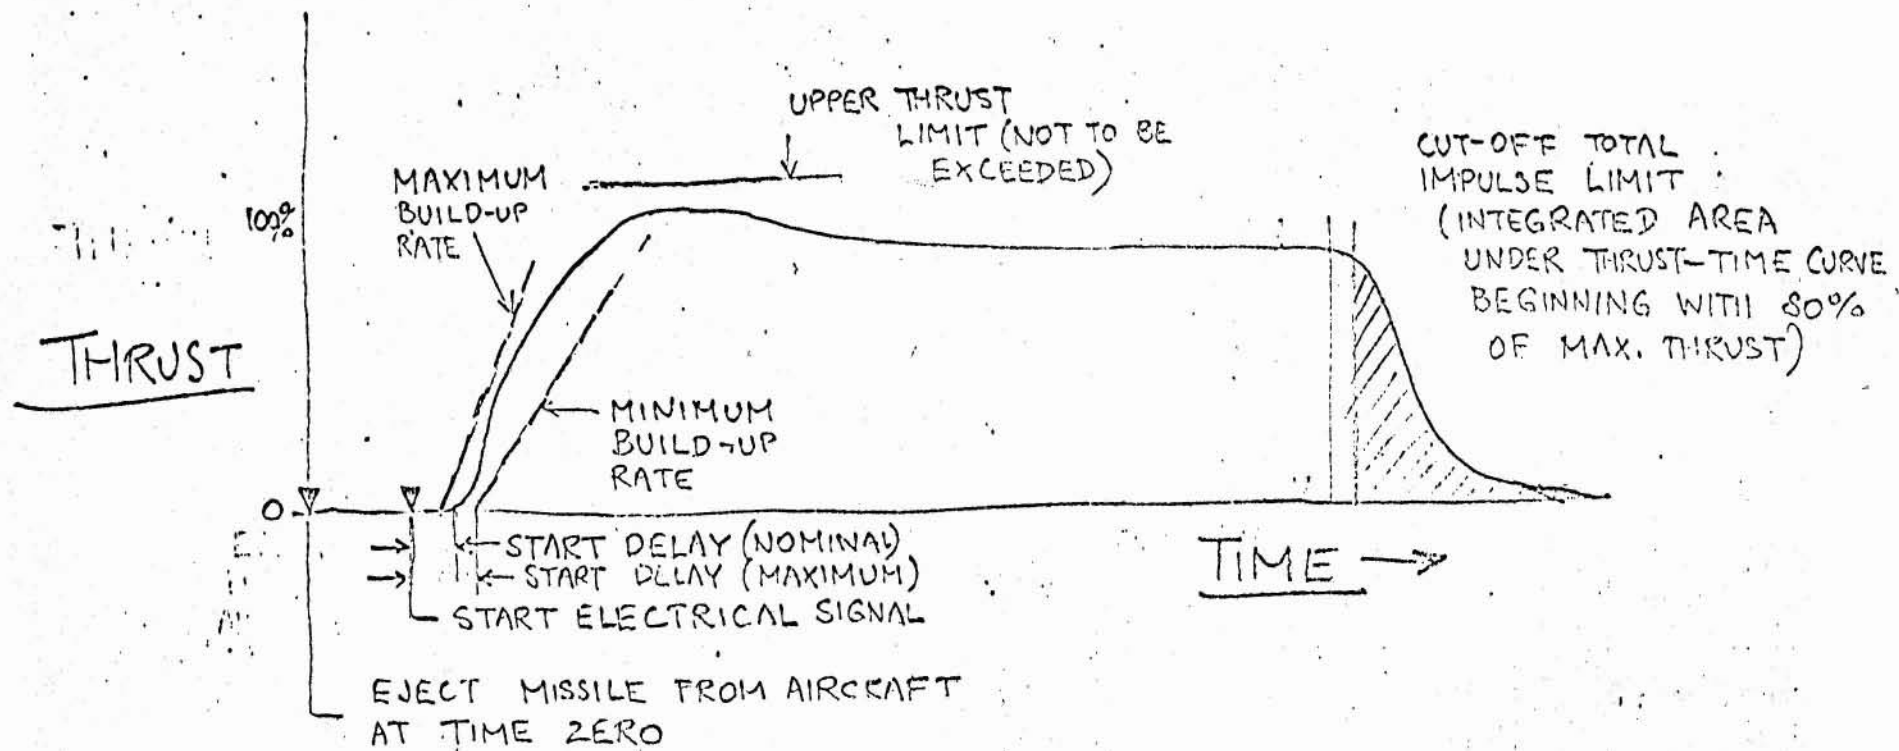 UPPER THRUST
LIMIT (NOT TO BE
EXCEEDED)
MAXIMUM
BUILD-UP
RATE
CUT-OFF TOTAL
IMPULSE LIMIT
(INTEGRATED AREA
UNDER THRUST-TIME CURVE
BEGINNING WITH 80%
OF MAX. THRUST)
100%
THRUST
MINIMUM
BUILD-UP
RATE
0
START DELAY (NOMINAL)
START DELAY (MAXIMUM)
START ELECTRICAL SIGNAL
TIME
EJECT MISSILE FROM AIRCRAFT
AT TIME ZERO